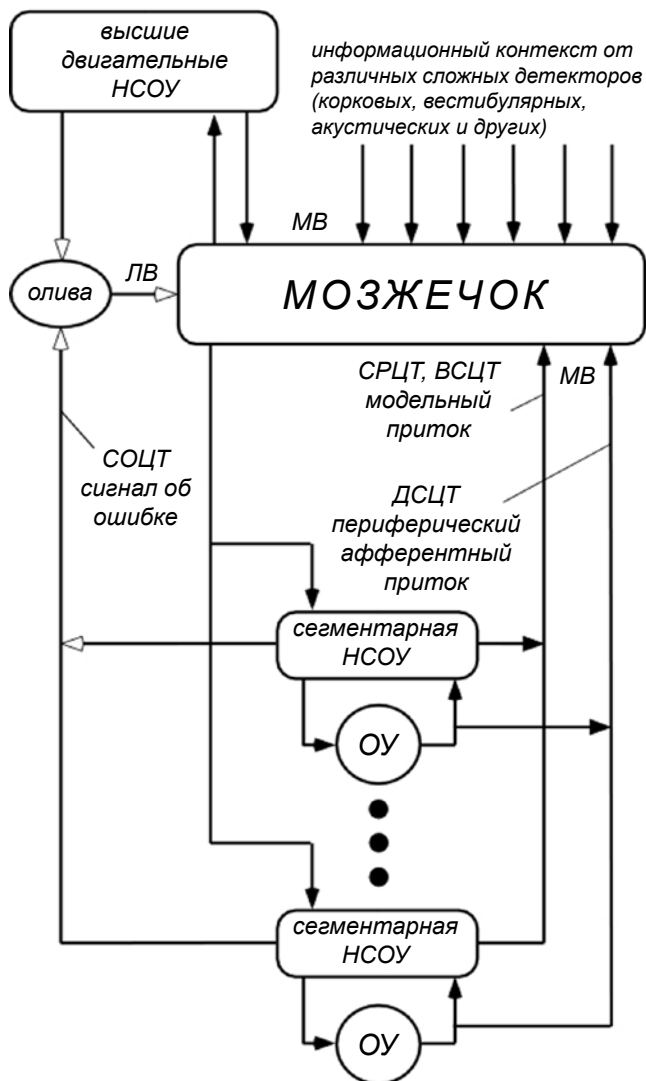 высшие
двигательные
НСОУ
информационный контекст от
различных сложных детекторов
(корковых, вестибулярных,
акустических и других)
МВ
олива
ЛВ
МОЗЖЕЧОК
СРЦТ, ВСЦТ
модельный
приток
МВ
СОЦТ
сигнал об
ошибке
ДСЦТ
периферический
афферентный
приток
сегментарная
НСОУ
ОУ
сегментарная
НСОУ
ОУ